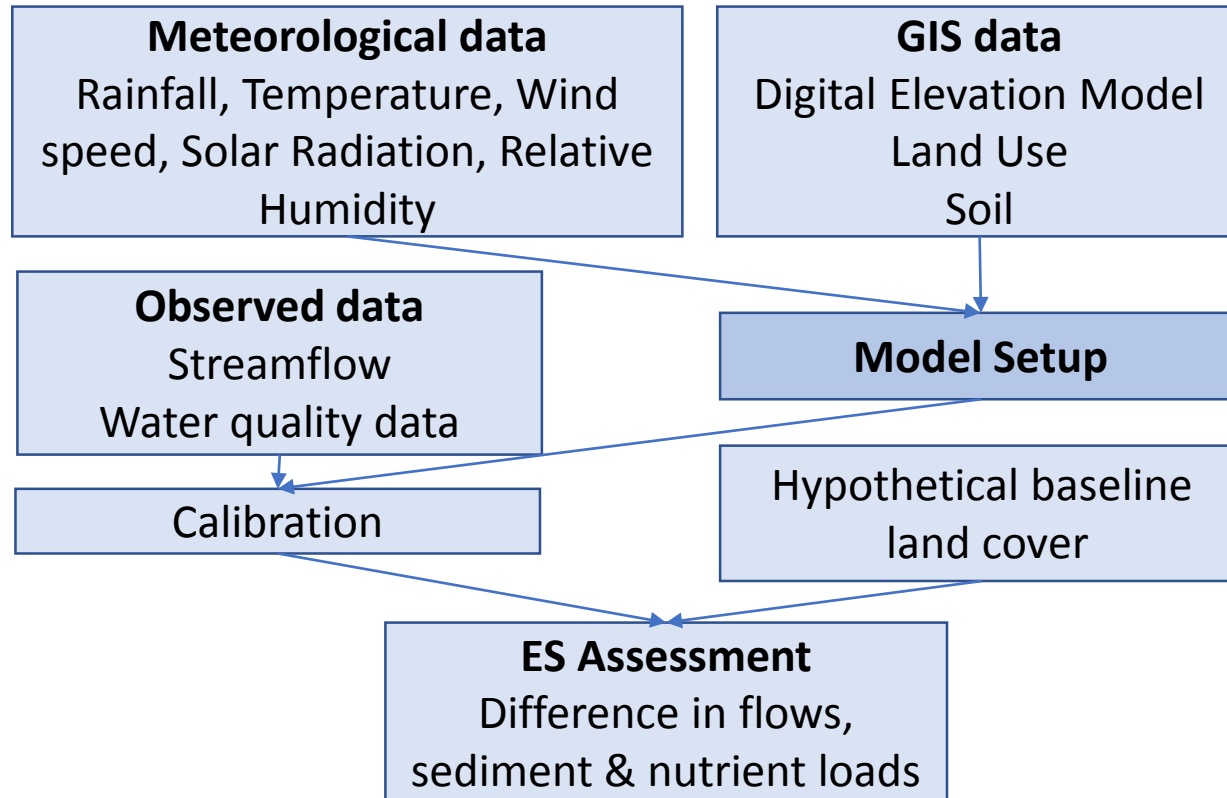 Meteorological data
Rainfall, Temperature, Wind
speed, Solar Radiation, Relative
Humidity
GIS data
Digital Elevation Model
Land Use
Soil
Observed data
Streamflow
Water quality data
Model Setup
Calibration
Hypothetical baseline
land cover
ES Assessment
Difference in flows,
sediment & nutrient loads